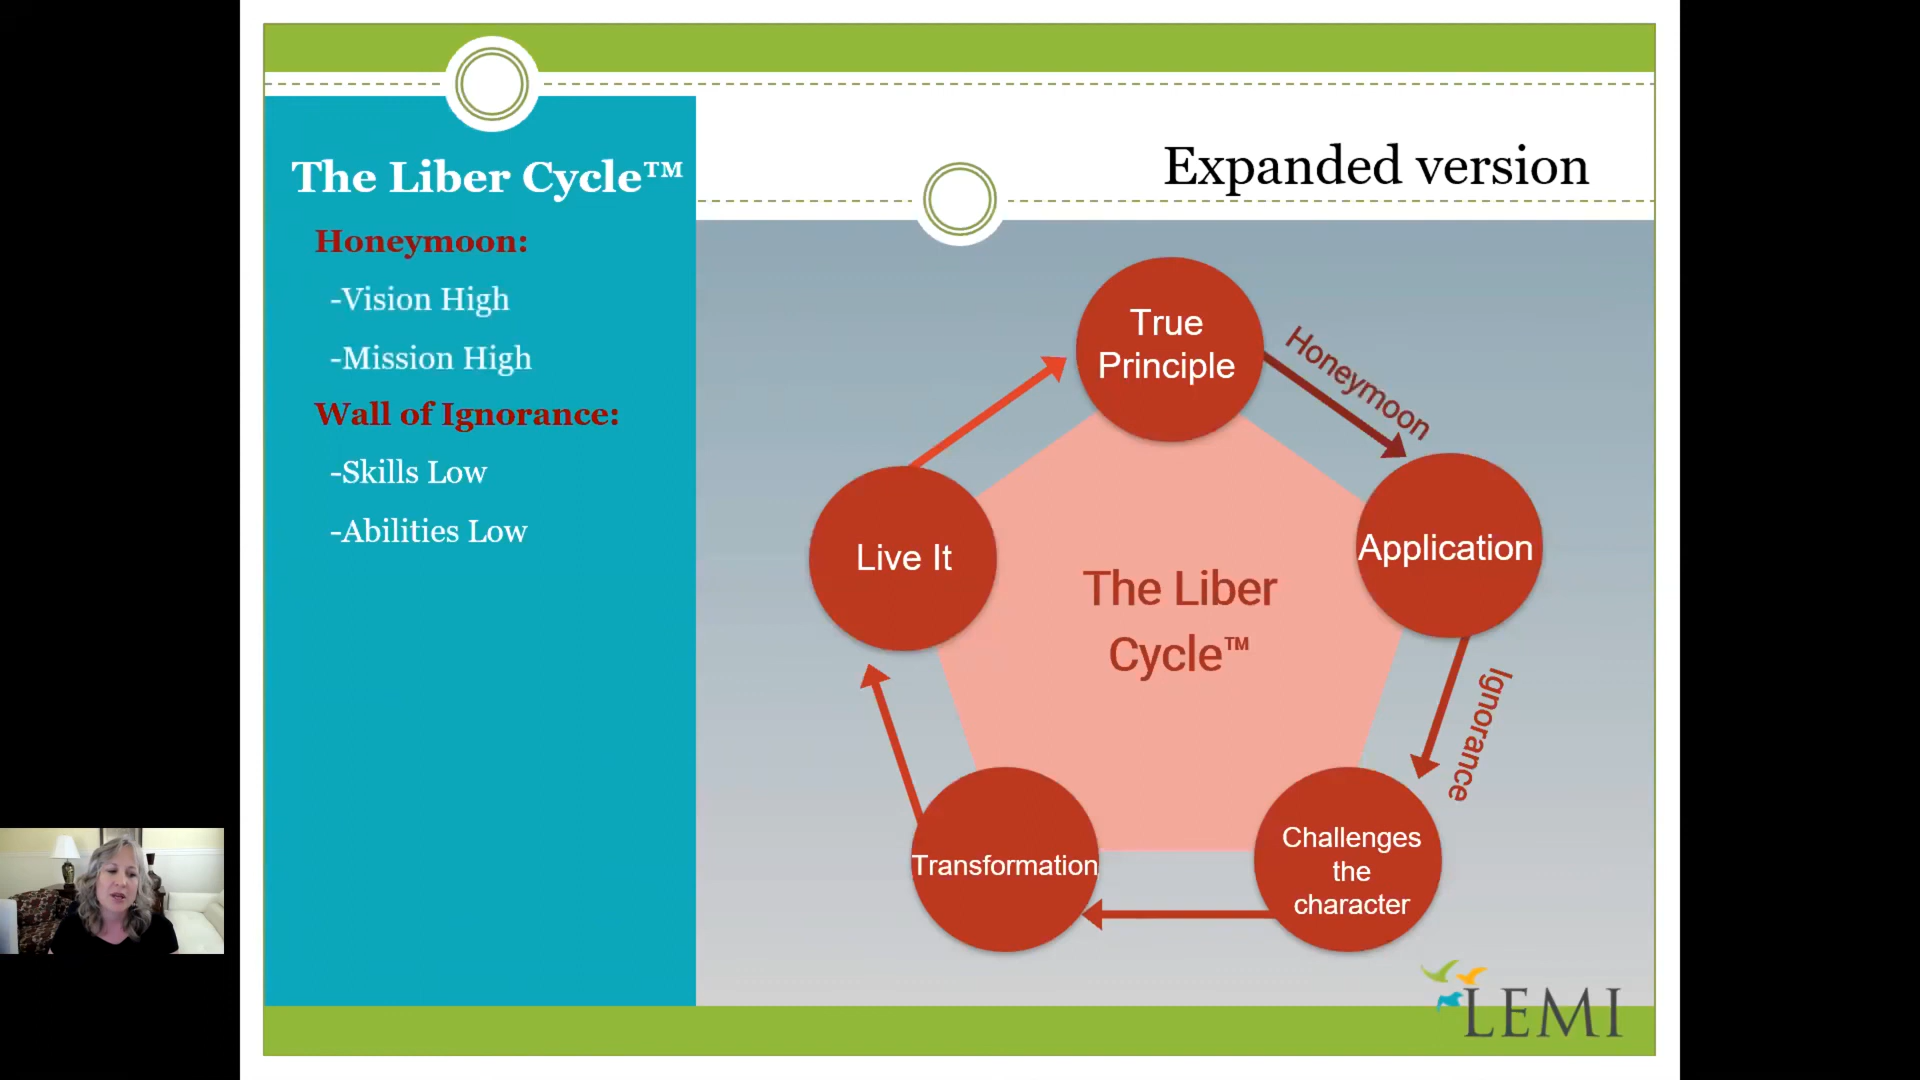 The Liber Cycle™
Honeymoon:
-Vision High
-Mission High
Wall of Ignorance:
-Skills Low
-Abilities Low
Expanded version
True
Principle
Honeymoon
Application
Ignorance
Challenges
the
character
Transformation
Live It
The Liber
Cycle™
LEMI